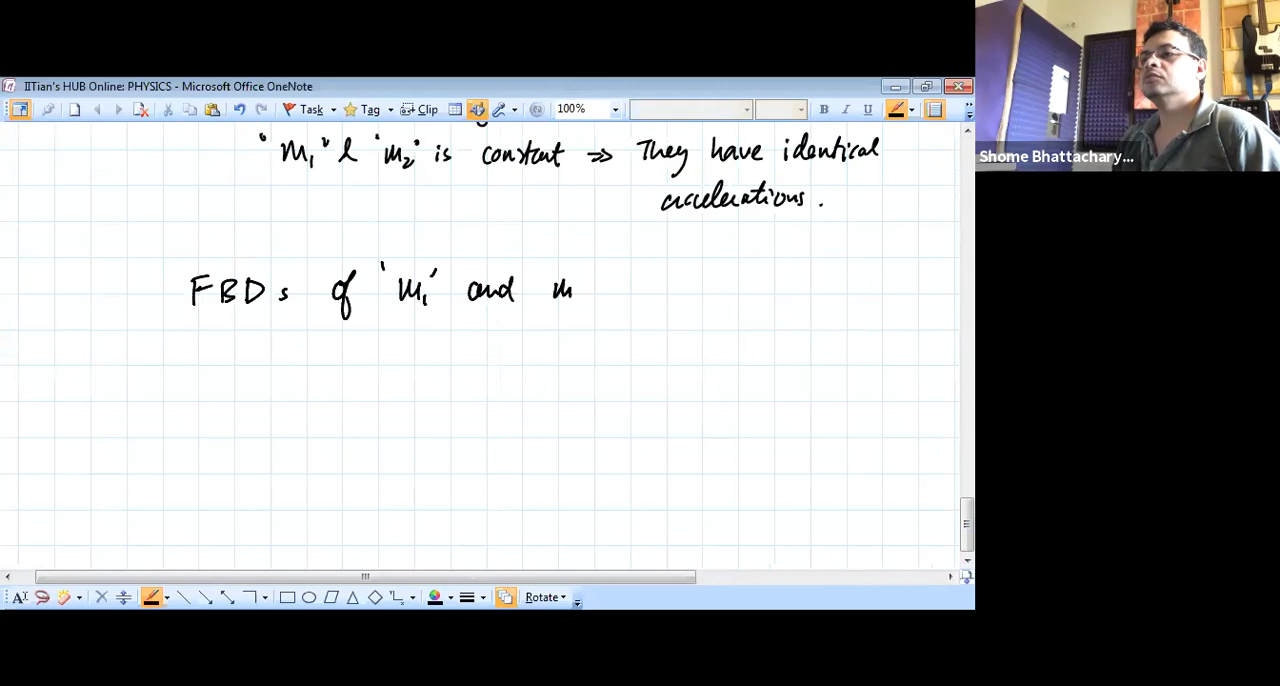 IITian's HUB Online: PHYSICS - Microsoft Office OneNote
Task Tag Clip 100% B I U
'm₁' & 'm₂' is constant ⇒ They have identical
accelerations.
Shome Bhattachary...
FBDs of 'm₁' and m
Rotate